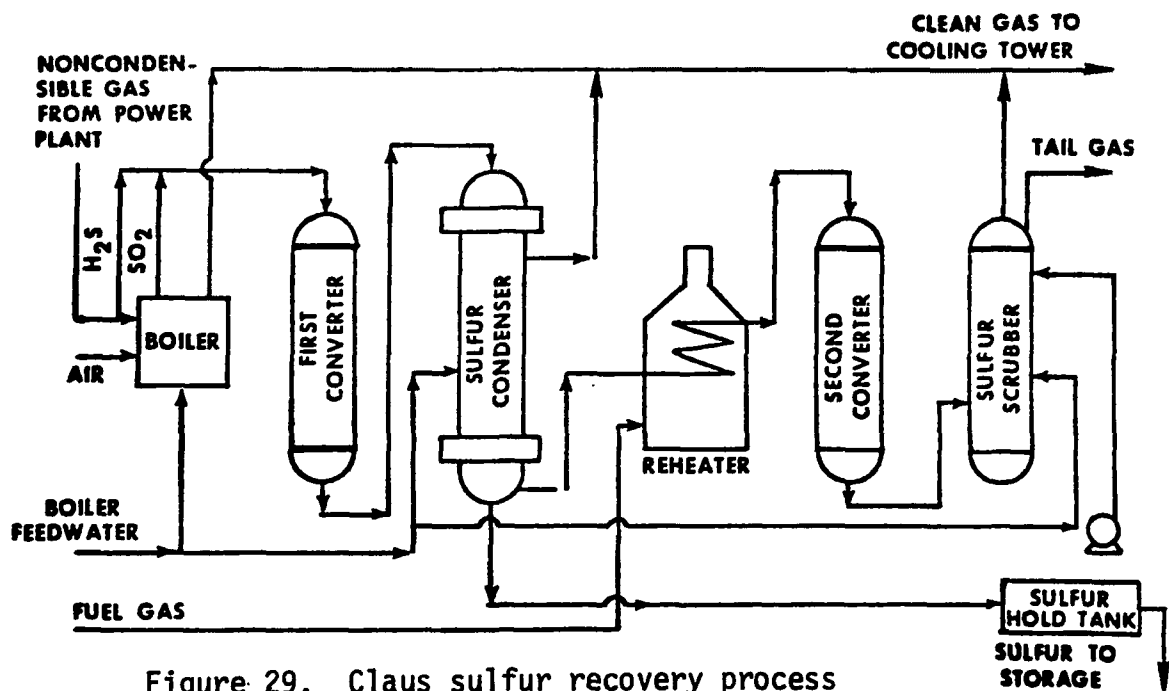 CLEAN GAS TO
COOLING TOWER
NONCONDEN-
SIBLE GAS
FROM POWER
PLANT
TAIL GAS
H2S
SO2
BOILER
AIR
FIRST
CONVERTER
SULFUR
CONDENSER
REHEATER
SECOND
CONVERTER
SULFUR
SCRUBBER
BOILER
FEEDWATER
FUEL GAS
SULFUR
HOLD TANK
SULFUR TO
STORAGE
Figure 29. Claus sulfur recovery process